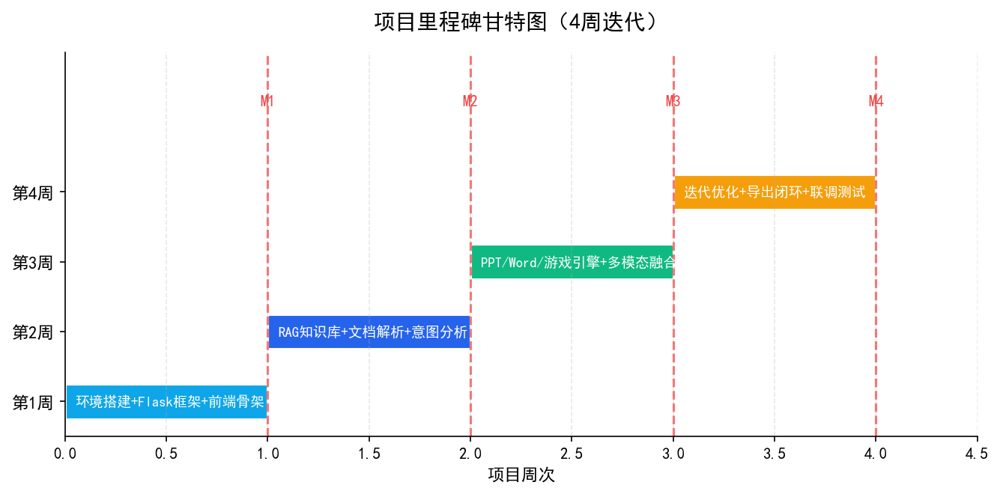 项目里程碑甘特图（4周迭代）
M1 M2 M3 M4
第4周 迭代优化+导出闭环+联调测试
第3周 PPT/Word/游戏引擎+多模态融合
第2周 RAG知识库+文档解析+意图分析
第1周 环境搭建+Flask框架+前端骨架
0.0 0.5 1.0 1.5 2.0 2.5 3.0 3.5 4.0 4.5
项目周次